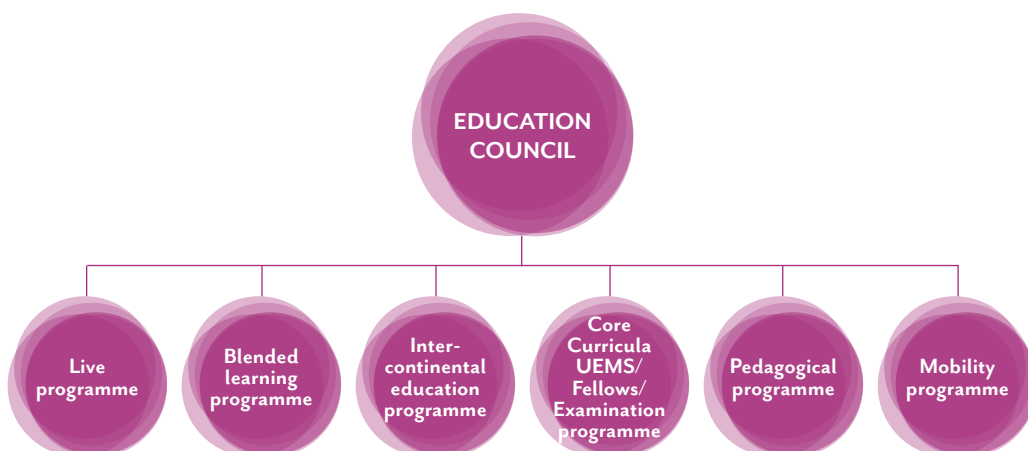 EDUCATION
COUNCIL
Live
programme
Blended
learning
programme
Inter-
continental
education
programme
Core
Curricula
UEMS/
Fellows/
Examination
programme
Pedagogical
programme
Mobility
programme